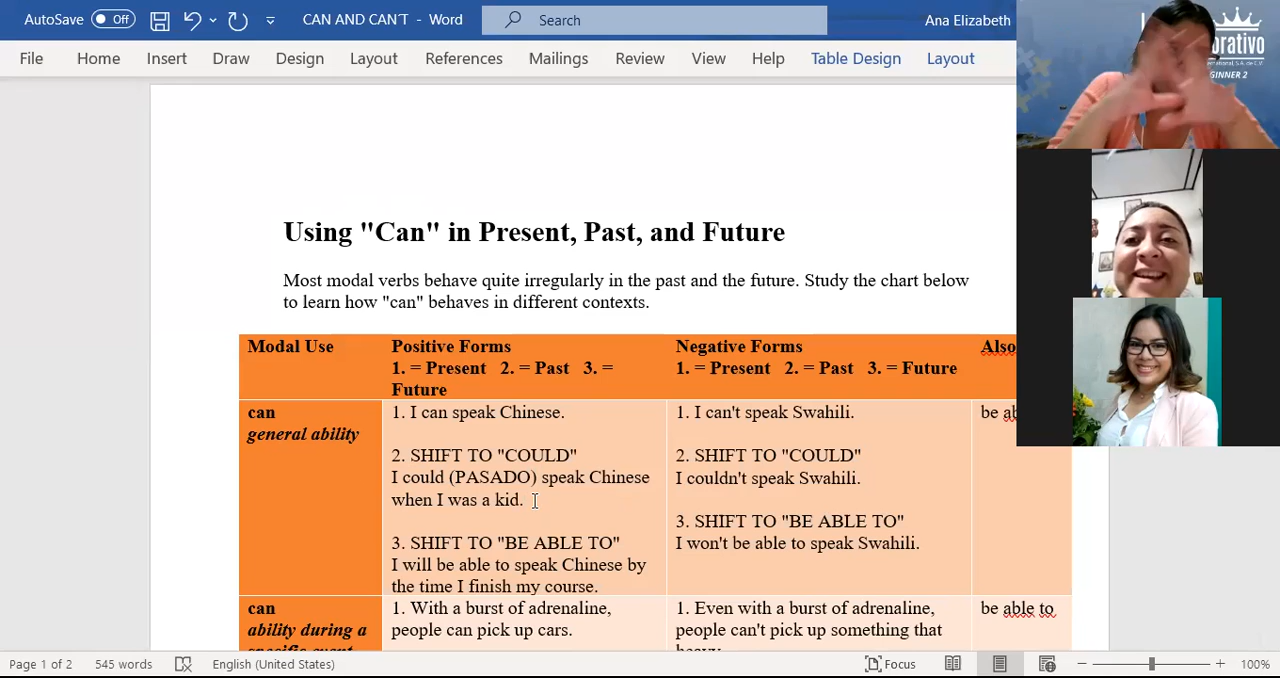 AutoSave Off CAN AND CAN'T - Word Search Ana Elizabeth
File Home Insert Draw Design Layout References Mailings Review View Help Table Design Layout
GINNER 2
Using "Can" in Present, Past, and Future
Most modal verbs behave quite irregularly in the past and the future. Study the chart below
to learn how "can" behaves in different contexts.
Modal Use
Positive Forms
1. = Present 2. = Past 3. =
Future
Negative Forms
1. = Present 2. = Past 3. = Future
Also
can
general ability
1. I can speak Chinese.
2. SHIFT TO "COULD"
I could (PASADO) speak Chinese
when I was a kid.
3. SHIFT TO "BE ABLE TO"
I will be able to speak Chinese by
the time I finish my course.
1. I can't speak Swahili.
2. SHIFT TO "COULD"
I couldn't speak Swahili.
3. SHIFT TO "BE ABLE TO"
I won't be able to speak Swahili.
be ab
can
ability during a
specific event
1. With a burst of adrenaline,
people can pick up cars.
1. Even with a burst of adrenaline,
people can't pick up something that
heavy
be able to
Page 1 of 2 545 words English (United States) Focus 100%